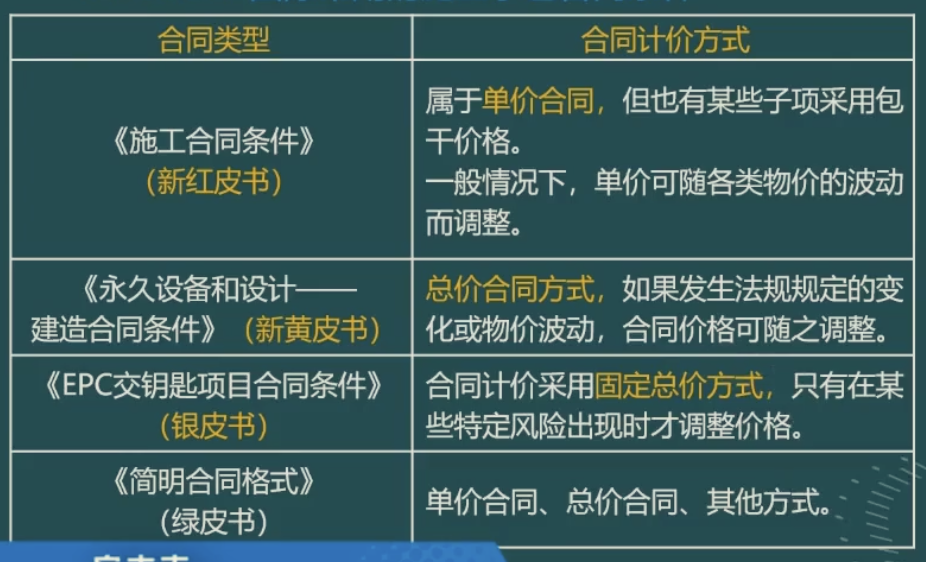 合同类型
合同计价方式
《施工合同条件》
（新红皮书）
属于单价合同，但也有某些子项采用包
干价格。
一般情况下，单价可随各类物价的波动
而调整。
《永久设备和设计——
建造合同条件》（新黄皮书）
总价合同方式，如果发生法规规定的变
化或物价波动，合同价格可随之调整。
《EPC交钥匙项目合同条件》
（银皮书）
合同计价采用固定总价方式，只有在某
些特定风险出现时才调整价格。
《简明合同格式》
（绿皮书）
单价合同、总价合同、其他方式。